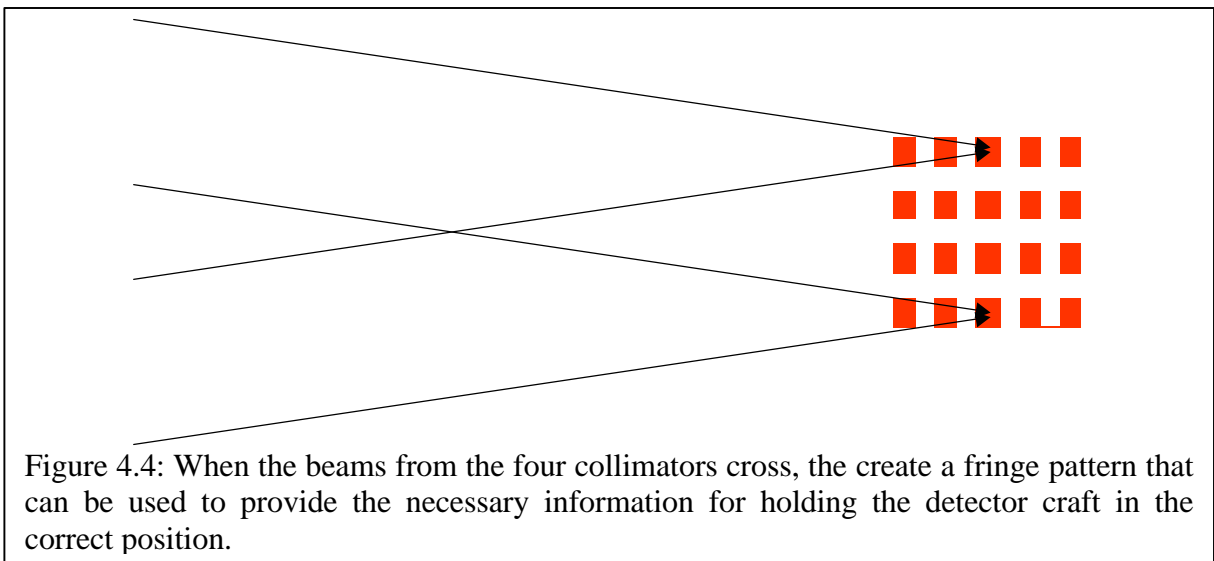 Figure 4.4: When the beams from the four collimators cross, the create a fringe pattern that
can be used to provide the necessary information for holding the detector craft in the
correct position.